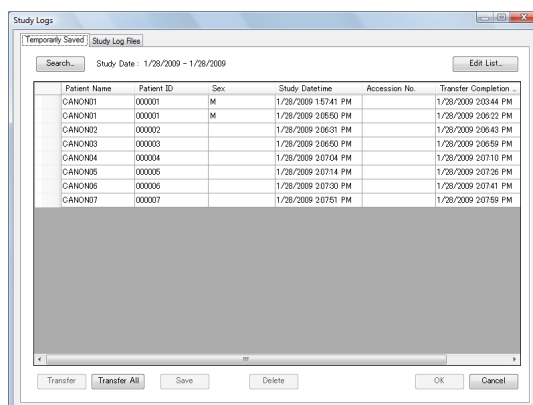 Study Logs
Temporarily Saved Study Log Files
Search... Study Date : 1/28/2009 - 1/28/2009 Edit List...
Patient Name Patient ID Sex Study Datetime Accession No. Transfer Completion ...
CANON01 000001 M 1/28/2009 1:57:41 PM 1/28/2009 2:03:44 PM
CANON01 000001 M 1/28/2009 2:05:50 PM 1/28/2009 2:06:22 PM
CANON02 000002 1/28/2009 2:06:31 PM 1/28/2009 2:06:43 PM
CANON03 000003 1/28/2009 2:06:50 PM 1/28/2009 2:06:59 PM
CANON04 000004 1/28/2009 2:07:04 PM 1/28/2009 2:07:10 PM
CANON05 000005 1/28/2009 2:07:14 PM 1/28/2009 2:07:26 PM
CANON06 000006 1/28/2009 2:07:30 PM 1/28/2009 2:07:41 PM
CANON07 000007 1/28/2009 2:07:51 PM 1/28/2009 2:07:59 PM
Transfer Transfer All Save Delete OK Cancel